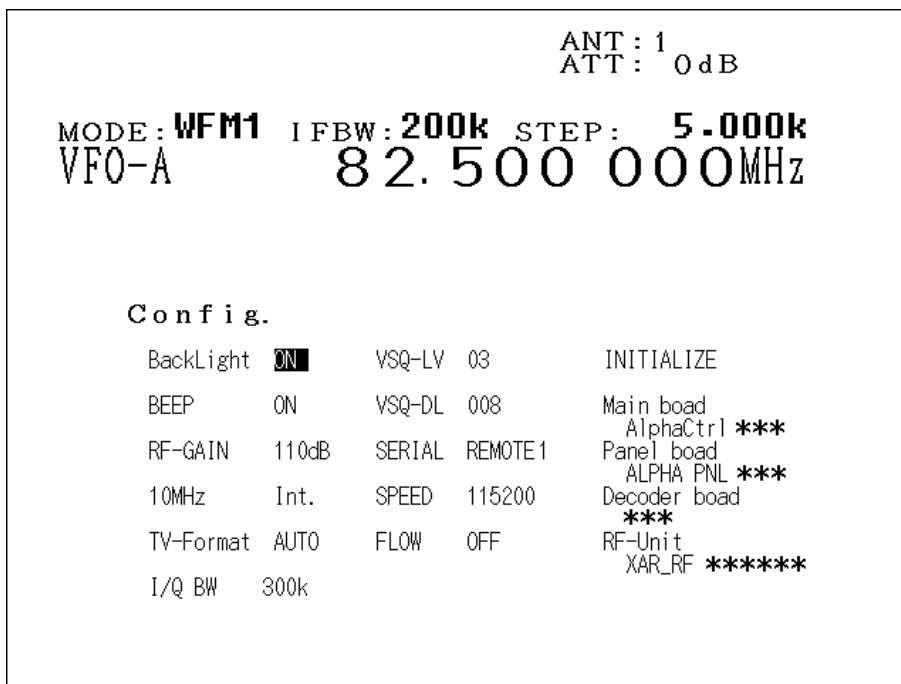 ANT:1
ATT: 0dB
MODE:WFM1 IFBW:200k STEP: 5.000k
VFO-A 82.500 000MHz
Config.
BackLight ON VSQ-LV 03 INITIALIZE
BEEP ON VSQ-DL 008 Main boad
AlphaCtrl ***
RF-GAIN 110dB SERIAL REMOTE1 Panel boad
ALPHA PNL ***
10MHz Int. SPEED 115200 Decoder boad
***
TV-Format AUTO FLOW OFF RF-Unit
XAR_RF ******
I/Q BW 300k